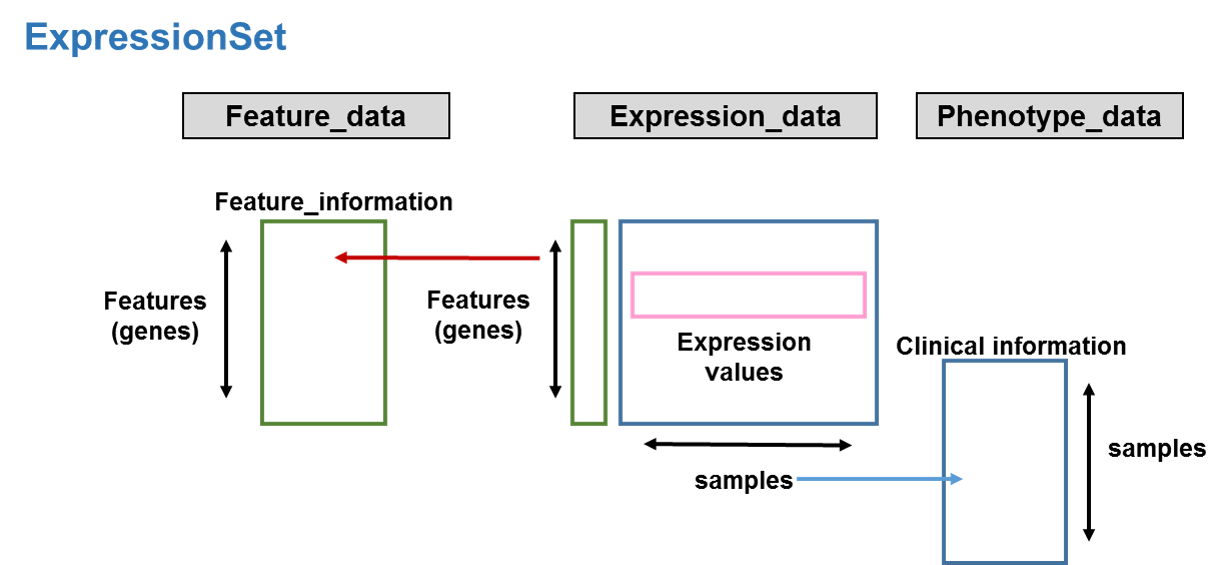 ExpressionSet
Feature_data
Expression_data
Phenotype_data
Feature_information
Features
(genes)
Features
(genes)
Expression
values
Clinical information
samples
samples